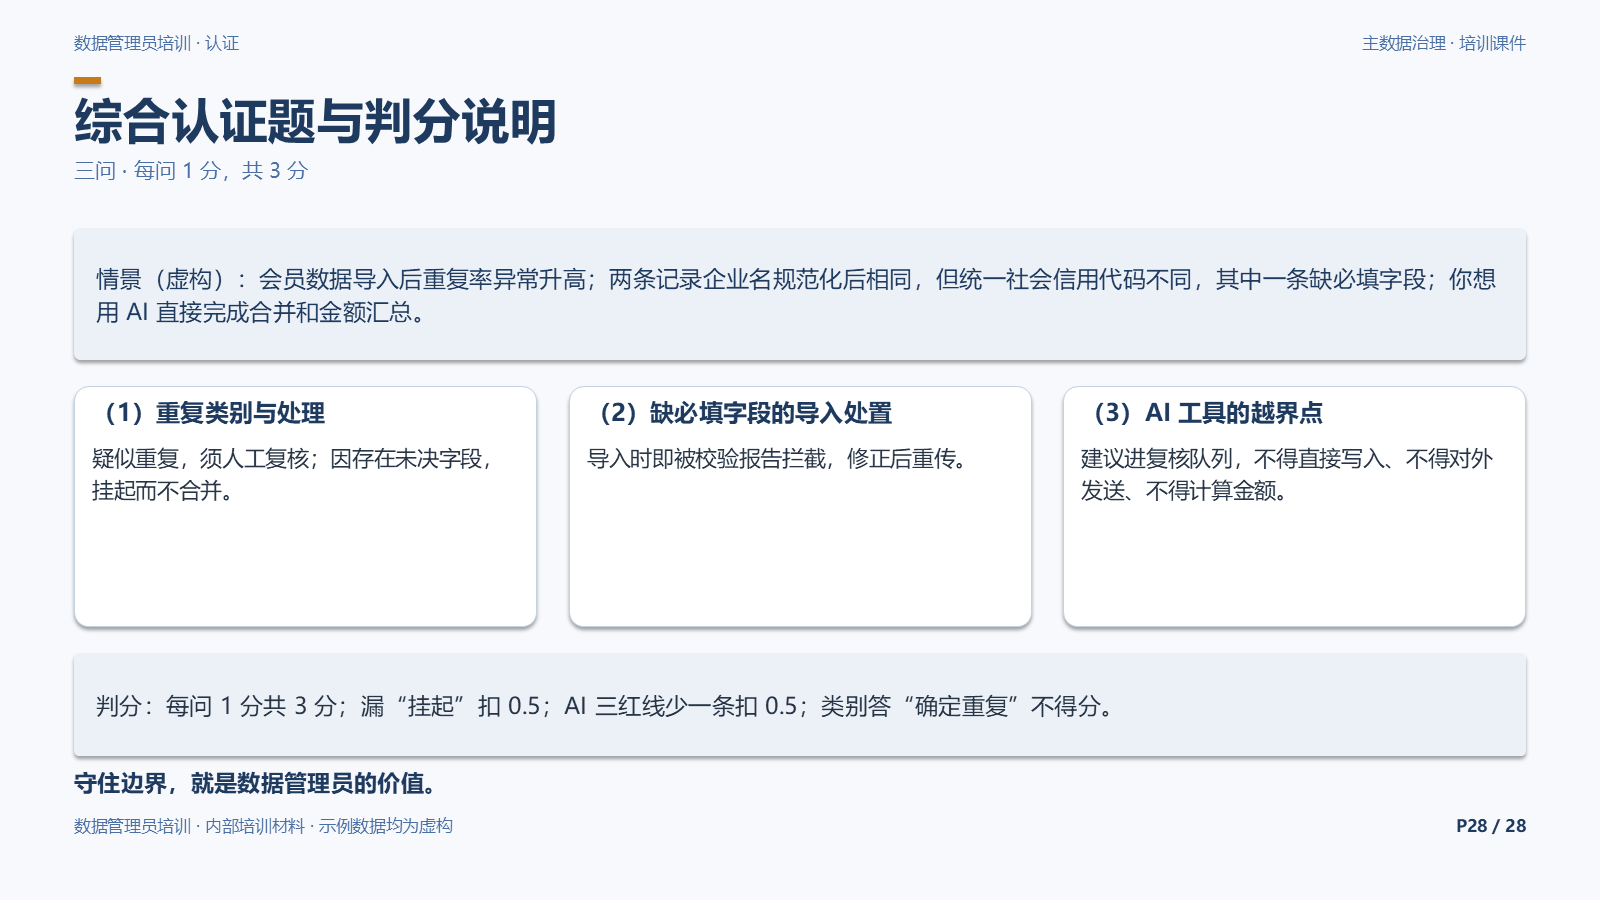 数据管理员培训 · 认证
主数据治理 · 培训课件
综合认证题与判分说明
三问 · 每问 1 分，共 3 分
情景（虚构）：会员数据导入后重复率异常升高；两条记录企业名规范化后相同，但统一社会信用代码不同，其中一条缺必填字段；你想
用 AI 直接完成合并和金额汇总。
（1）重复类别与处理
疑似重复，须人工复核；因存在未决字段，
挂起而不合并。
（2）缺必填字段的导入处置
导入时即被校验报告拦截，修正后重传。
（3）AI 工具的越界点
建议进复核队列，不得直接写入、不得对外
发送、不得计算金额。
判分：每问 1 分共 3 分；漏“挂起”扣 0.5；AI 三红线少一条扣 0.5；类别答“确定重复”不得分。
守住边界，就是数据管理员的价值。
数据管理员培训 · 内部培训材料 · 示例数据均为虚构
P28 / 28